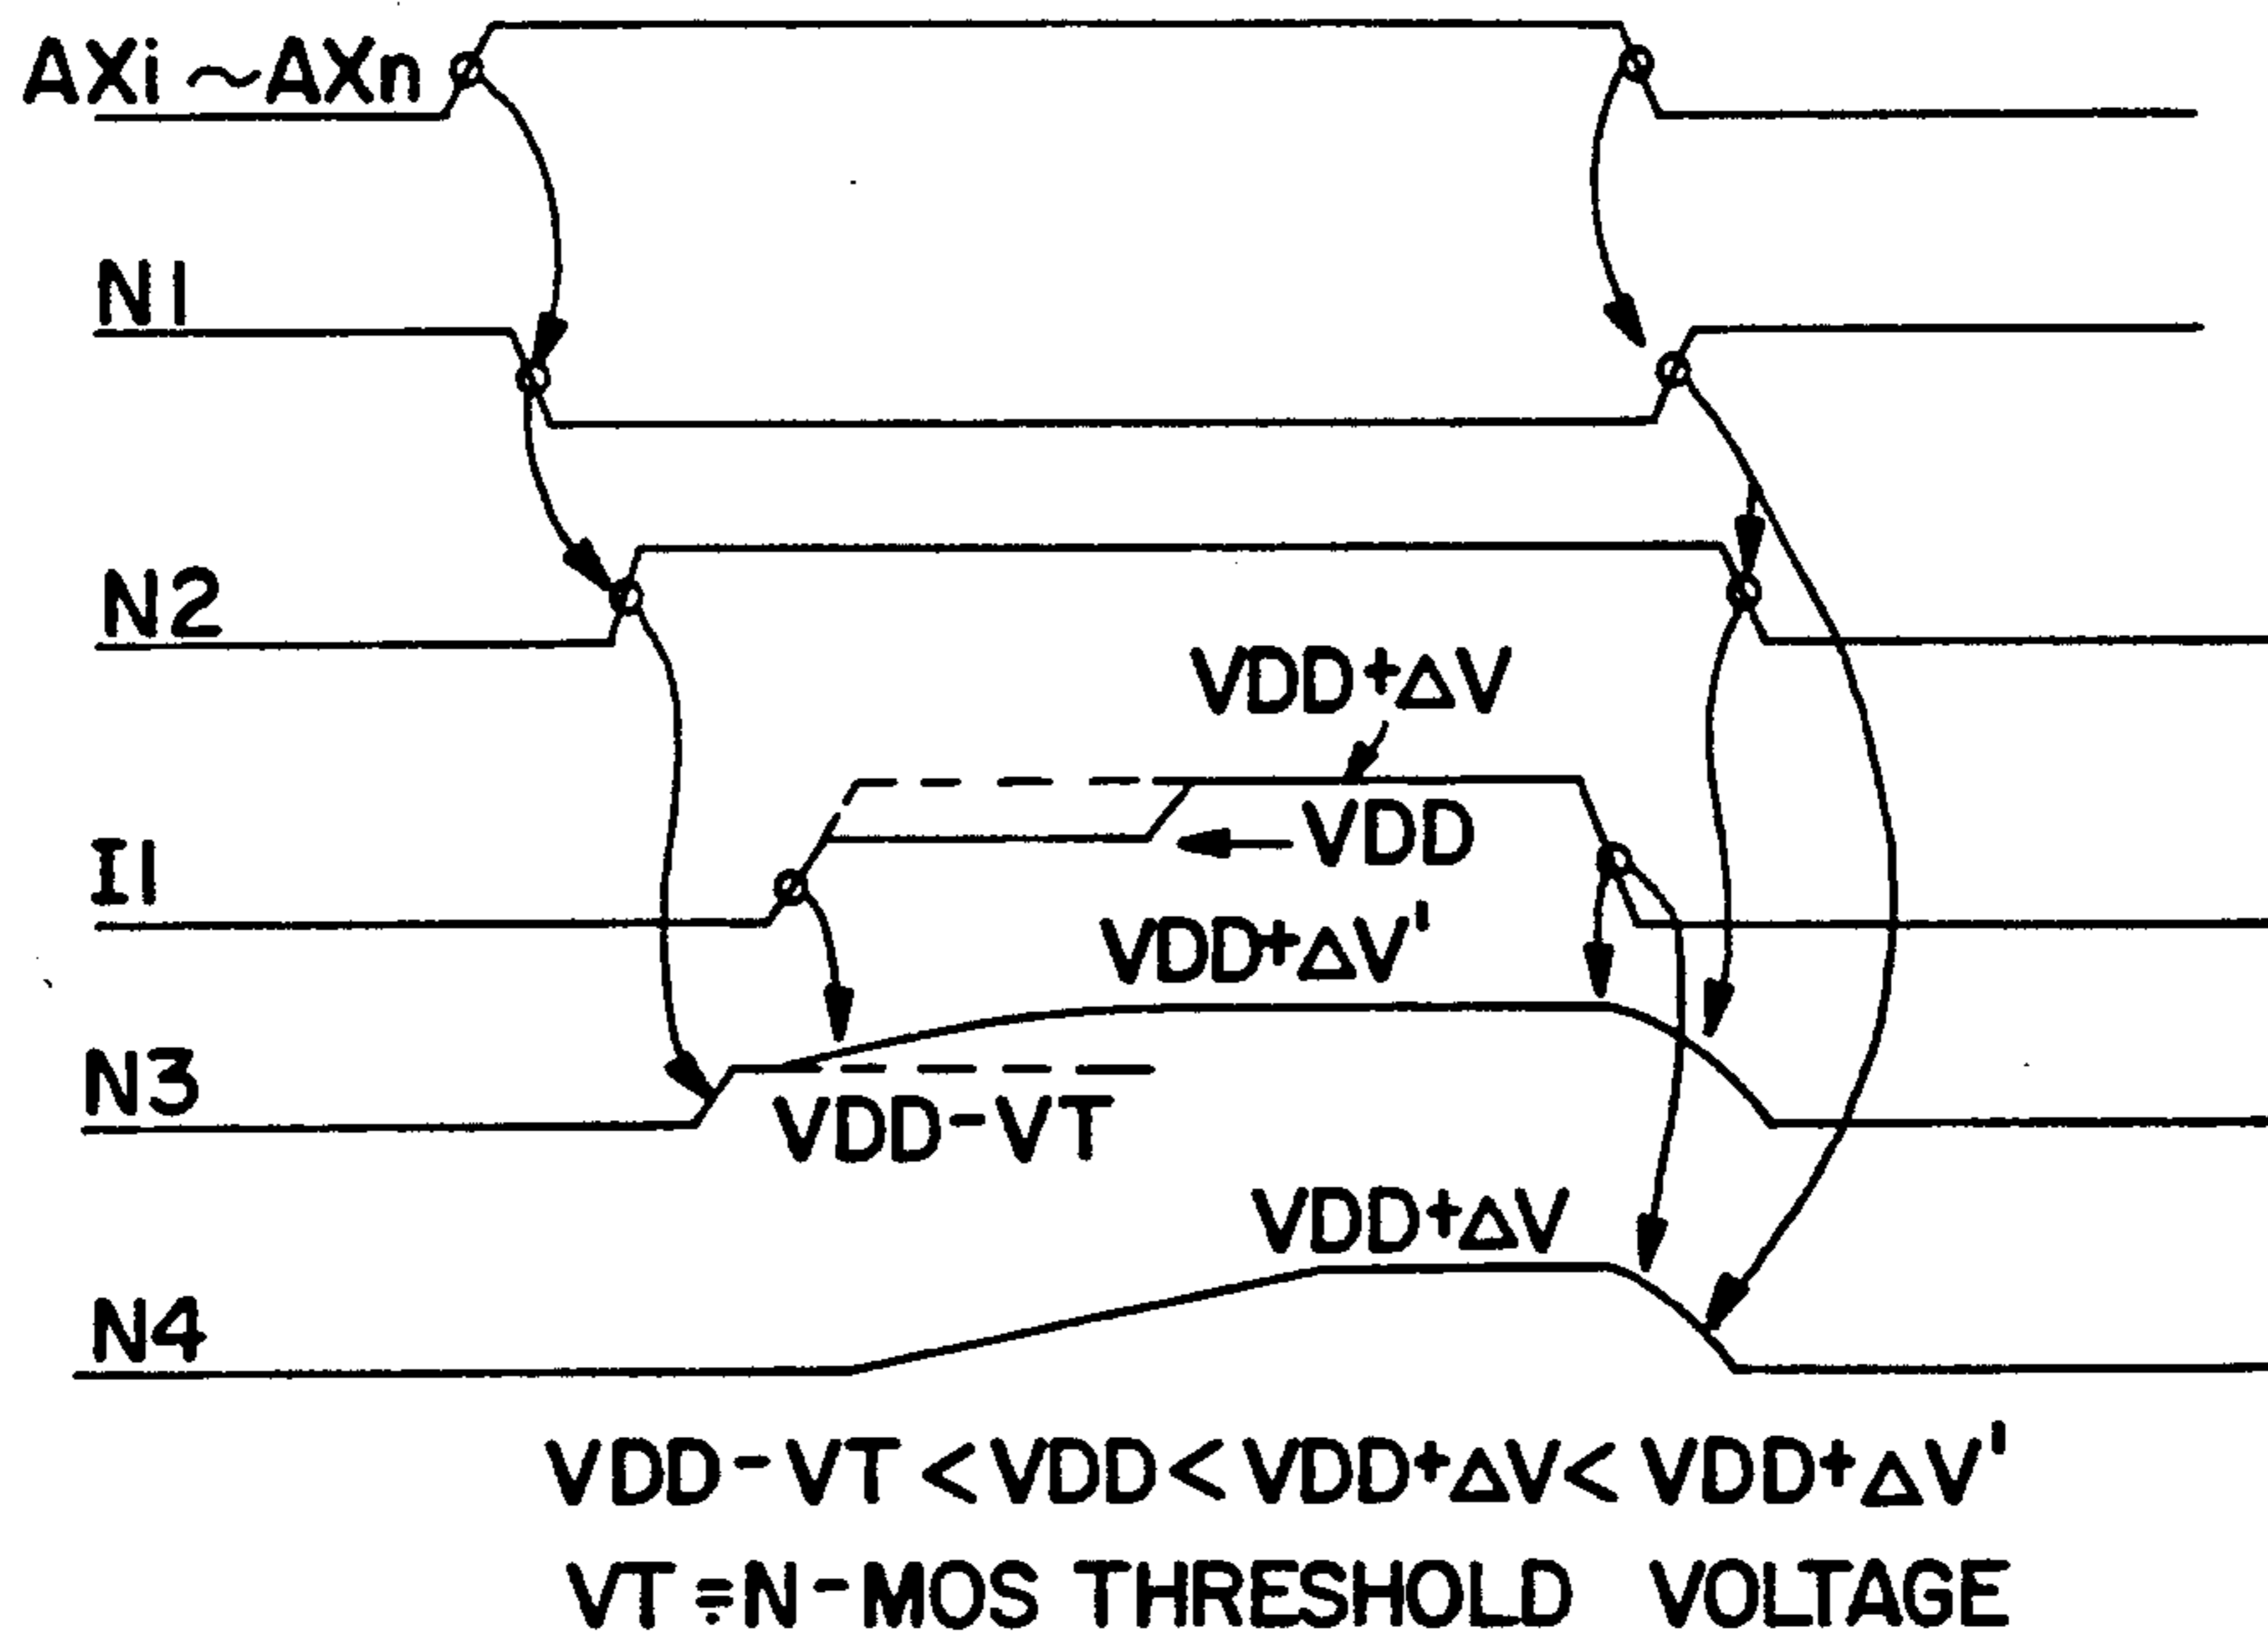 AXi~AXn
N1
N2
VDD+ΔV
VDD
I1
VDD+ΔV'
N3
VDD-VT
VDD+ΔV
N4
VDD-VT<VDD<VDD+ΔV<VDD+ΔV'
VT≑N-MOS THRESHOLD VOLTAGE